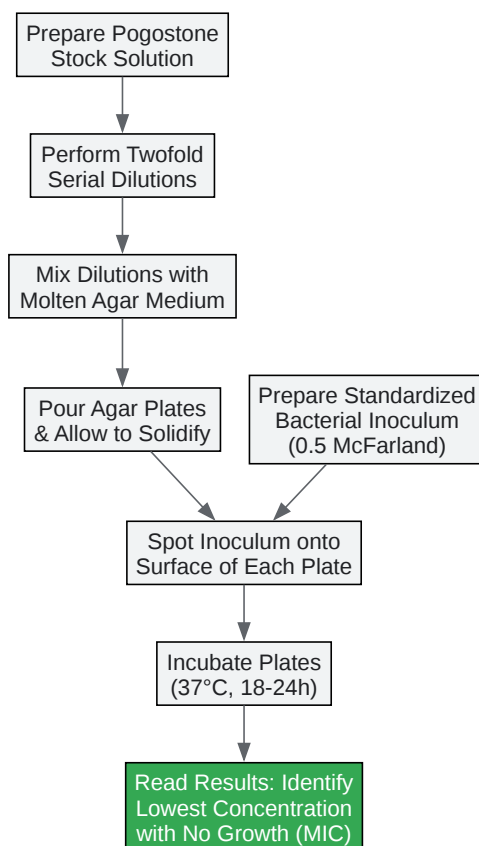 Prepare Pogostone
Stock Solution
Perform Twofold
Serial Dilutions
Mix Dilutions with
Molten Agar Medium
Pour Agar Plates
& Allow to Solidify
Prepare Standardized
Bacterial Inoculum
(0.5 McFarland)
Spot Inoculum onto
Surface of Each Plate
Incubate Plates
(37°C, 18-24h)
Read Results: Identify
Lowest Concentration
with No Growth (MIC)